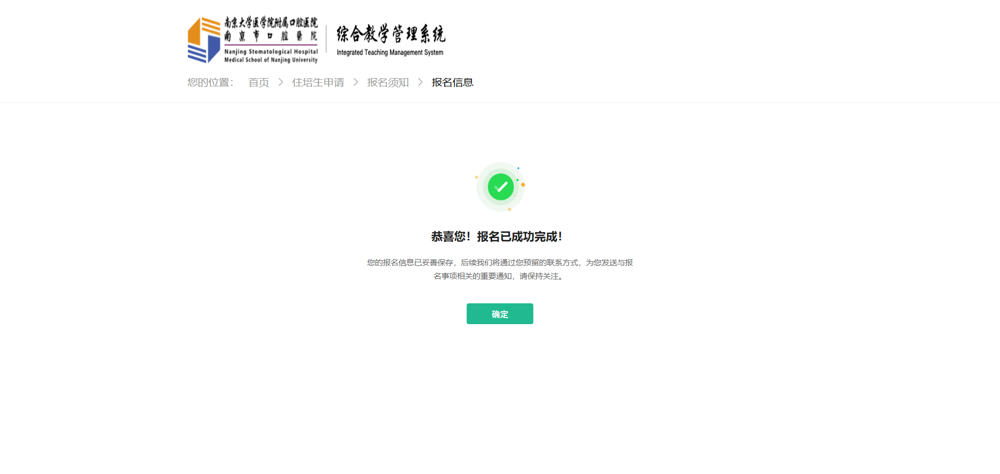 南京大学医学院附属口腔医院
南京市口腔醫院
Nanjing Stomatological Hospital
Medical School of Nanjing University
综合教学管理系统
Integrated Teaching Management System
您的位置： 首页 > 住培生申请 > 报名须知 > 报名信息
恭喜您！报名已成功完成！
您的报名信息已妥善保存，后续我们将通过您预留的联系方式，为您发送与报
名事项相关的重要通知，请保持关注。
确定